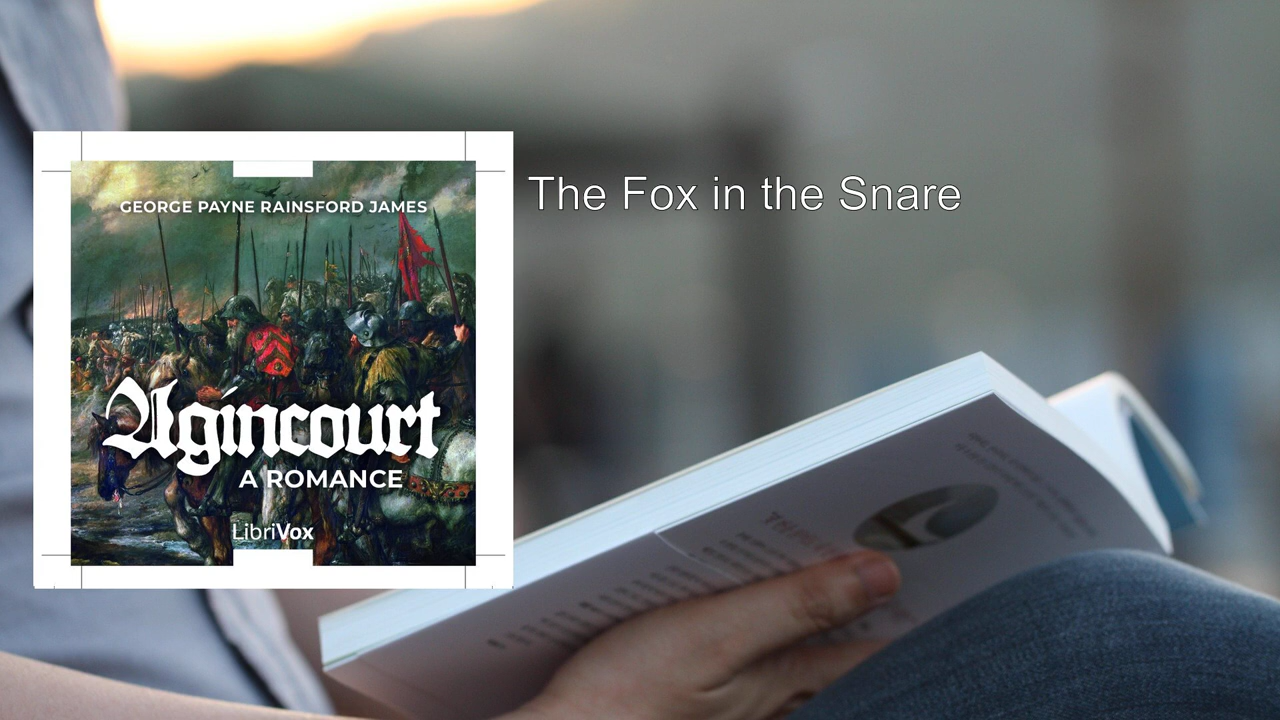 GEORGE PAYNE RAINSFORD JAMES
The Fox in the Snare
Agincourt
A ROMANCE
LibriVox